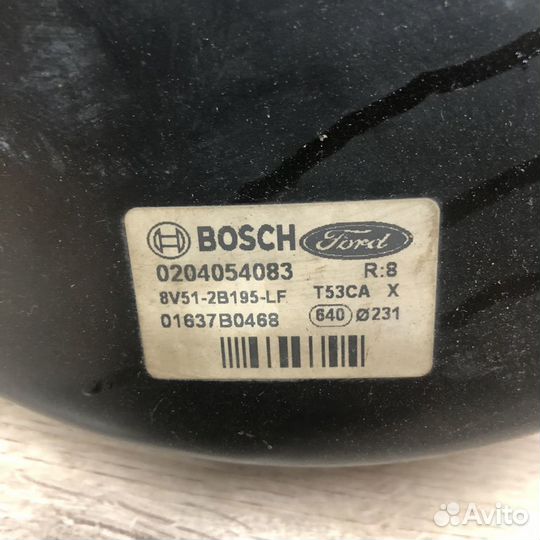 BOSCH Ford
0204054083 R:8
8V51-2B195-LF T53CA X
01637B0468 640 Ø231
Avito